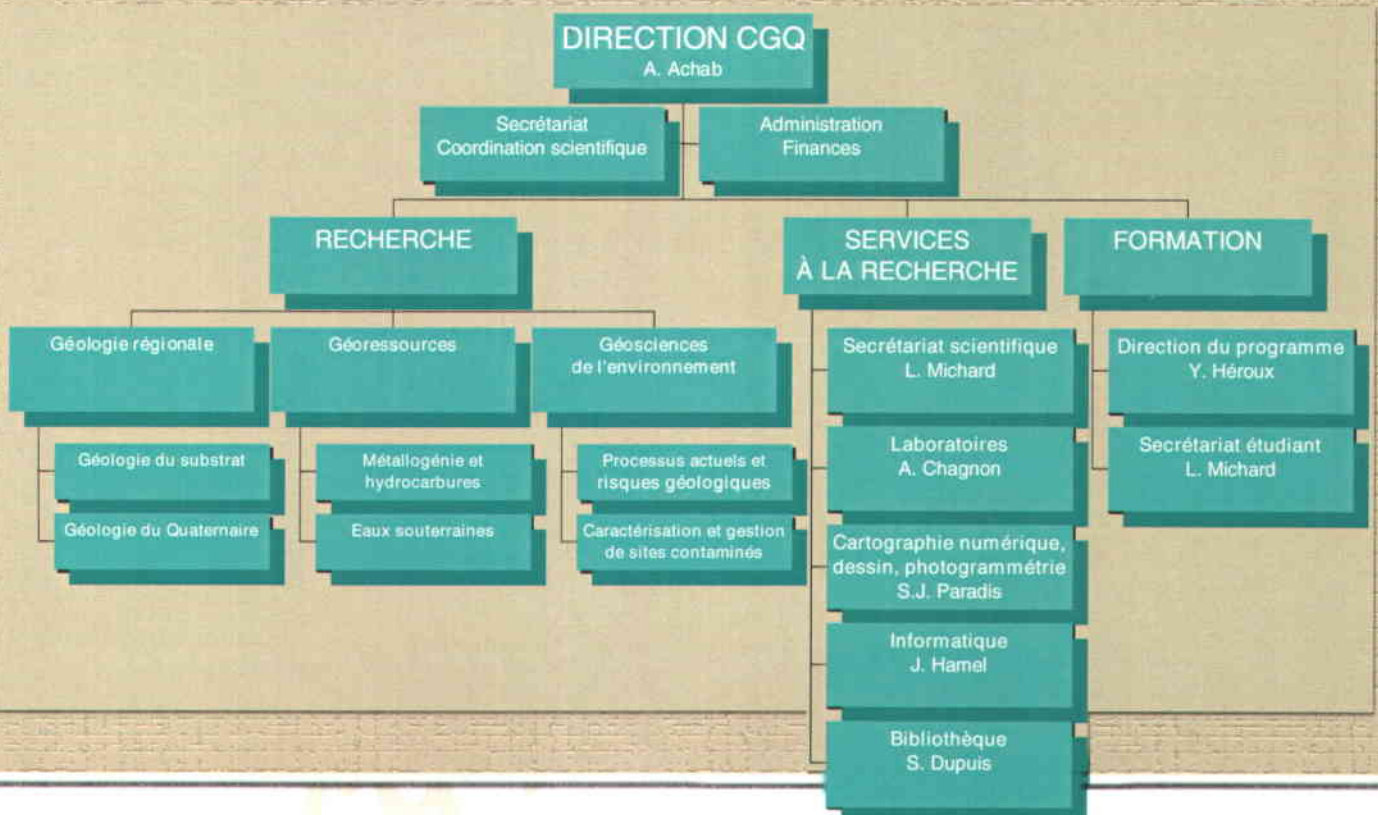 DIRECTION CGQ
A. Achab
Secrétariat
Coordination scientifique
Administration
Finances
RECHERCHE
SERVICES
À LA RECHERCHE
FORMATION
Géologie régionale
Géoressources
Géosciences
de l'environnement
Géologie du substrat
Géologie du Quaternaire
Métallogénie et
hydrocarbures
Eaux souterraines
Processus actuels et
risques géologiques
Caractérisation et gestion
de sites contaminés
Secrétariat scientifique
L. Michard
Laboratoires
A. Chagnon
Cartographie numérique,
dessin, photogrammétrie
S.J. Paradis
Informatique
J. Hamel
Bibliothèque
S. Dupuis
Direction du programme
Y. Héroux
Secrétariat étudiant
L. Michard